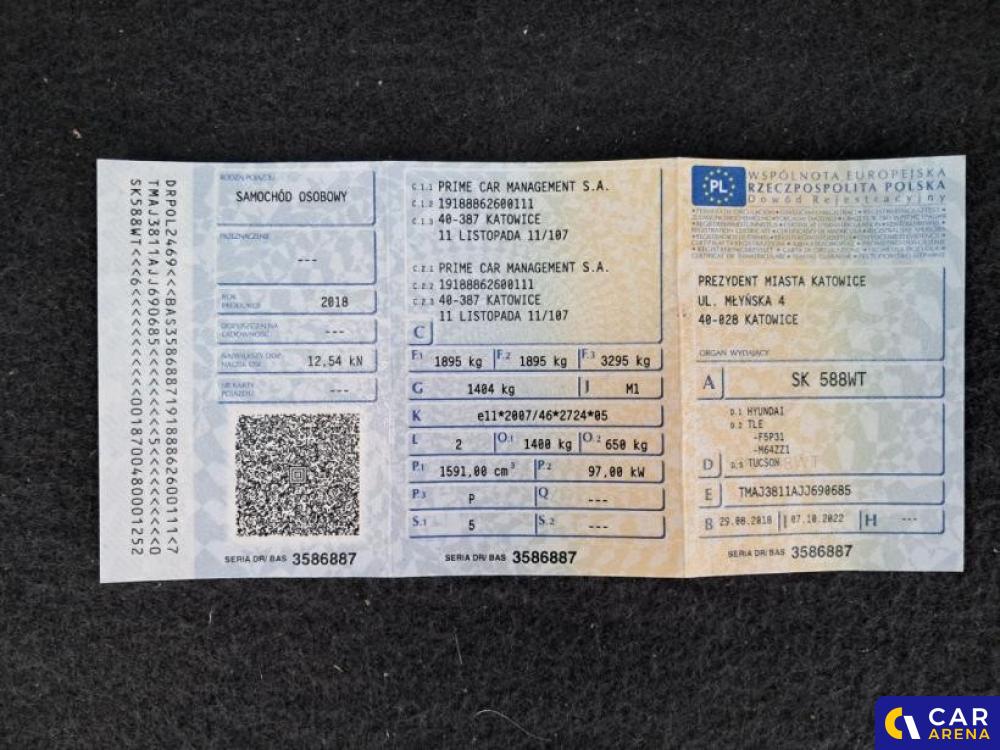 DRPOL2469<<BAS35868871918886260 0111<7
TMAJ3811AJJ690685<<<<<<<<5<<<<<<<<0
SK588WT<<6<<<<<<<<<<0018700480001252
RODZAJ POJAZDU
SAMOCHÓD OSOBOWY
PRZEZNACZENIE
---
ROK PRODUKCJI
2018
DOPUSZCZALNA ŁADOWNOŚĆ
---
NAJWIĘKSZY DOP. NACISK OSI
12,54 kN
NR KARTY POJAZDU
---
SERIA DR/ BAS 3586887
C.1.1 PRIME CAR MANAGEMENT S.A.
C.1.2 19188862600111
C.1.3 40-387 KATOWICE
11 LISTOPADA 11/107
C.2.1 PRIME CAR MANAGEMENT S.A.
C.2.2 19188862600111
C.2.3 40-387 KATOWICE
11 LISTOPADA 11/107
C
F.1 1895 kg F.2 1895 kg F.3 3295 kg
G 1404 kg J M1
K e11*2007/46*2724*05
L 2 O.1 1400 kg O.2 650 kg
P.1 1591,00 cm³ P.2 97,00 kW
P.3 P Q ---
S.1 5 S.2 ---
SERIA DR/ BAS 3586887
PL
WSPÓLNOTA EUROPEJSKA
RZECZPOSPOLITA POLSKA
Dowód Rejestracyjny
PREZYDENT MIASTA KATOWICE
UL. MŁYŃSKA 4
40-028 KATOWICE
ORGAN WYDAJĄCY
A SK 588WT
D.1 HYUNDAI
D.2 TLE
-F5P31
-M64ZZ1
D D.3 TUCSON
E TMAJ3811AJJ690685
B 29.08.2018 I 07.10.2022 H ---
SERIA DR/ BAS 3586887
CAR
ARENA